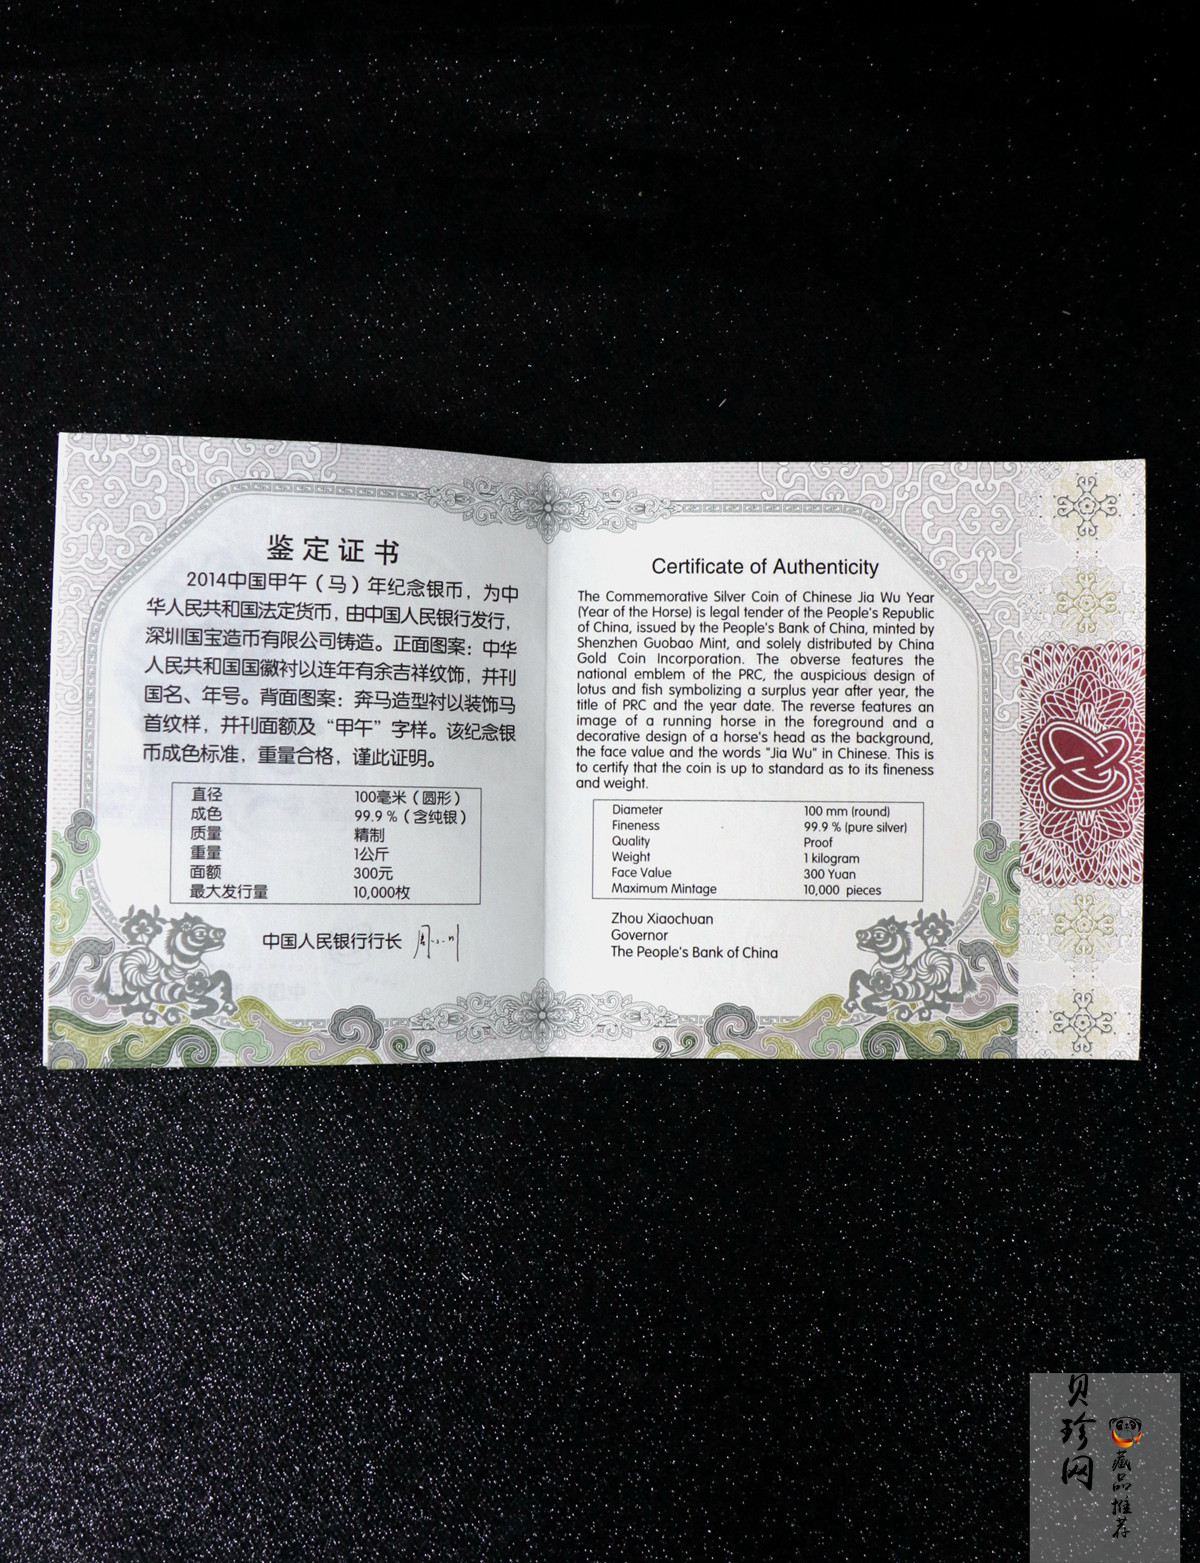 鉴定证书
2014中国甲午（马）年纪念银币，为中
华人民共和国法定货币，由中国人民银行发行，
深圳国宝造币有限公司铸造。正面图案：中华
人民共和国国徽衬以连年有余吉祥纹饰，并刊
国名、年号。背面图案：奔马造型衬以装饰马
首纹样，并刊面额及“甲午”字样。该纪念银
币成色标准，重量合格，谨此证明。
直径 100毫米（圆形）
成色 99.9％（含纯银）
质量 精制
重量 1公斤
面额 300元
最大发行量 10,000枚
中国人民银行行长
Certificate of Authenticity
The Commemorative Silver Coin of Chinese Jia Wu Year
(Year of the Horse) is legal tender of the People's Republic
of China, issued by the People's Bank of China, minted by
Shenzhen Guobao Mint, and solely distributed by China
Gold Coin Incorporation. The obverse features the
national emblem of the PRC, the auspicious design of
lotus and fish symbolizing a surplus year after year, the
title of PRC and the year date. The reverse features an
image of a running horse in the foreground and a
decorative design of a horse's head as the background,
the face value and the words "Jia Wu" in Chinese. This is
to certify that the coin is up to standard as to its fineness
and weight.
Diameter 100 mm (round)
Fineness 99.9 % (pure silver)
Quality Proof
Weight 1 kilogram
Face Value 300 Yuan
Maximum Mintage 10,000 pieces
Zhou Xiaochuan
Governor
The People's Bank of China
贝珍网
藏品推荐